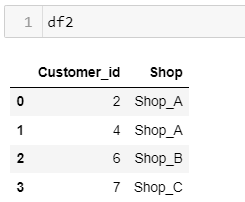 1 df2
Customer_id Shop
0 2 Shop_A
1 4 Shop_A
2 6 Shop_B
3 7 Shop_C